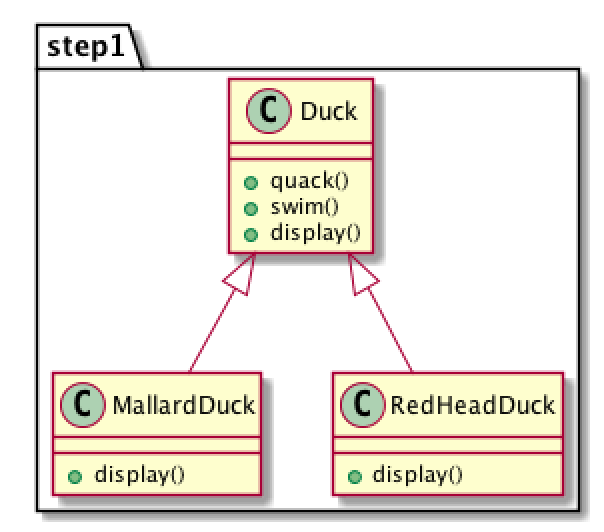 step1
C Duck
quack()
swim()
display()
C MallardDuck
display()
C RedHeadDuck
display()